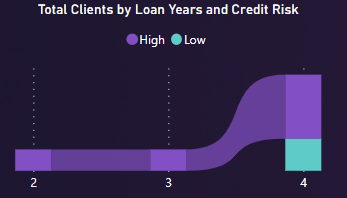 Total Clients by Loan Years and Credit Risk
High Low
2 3 4